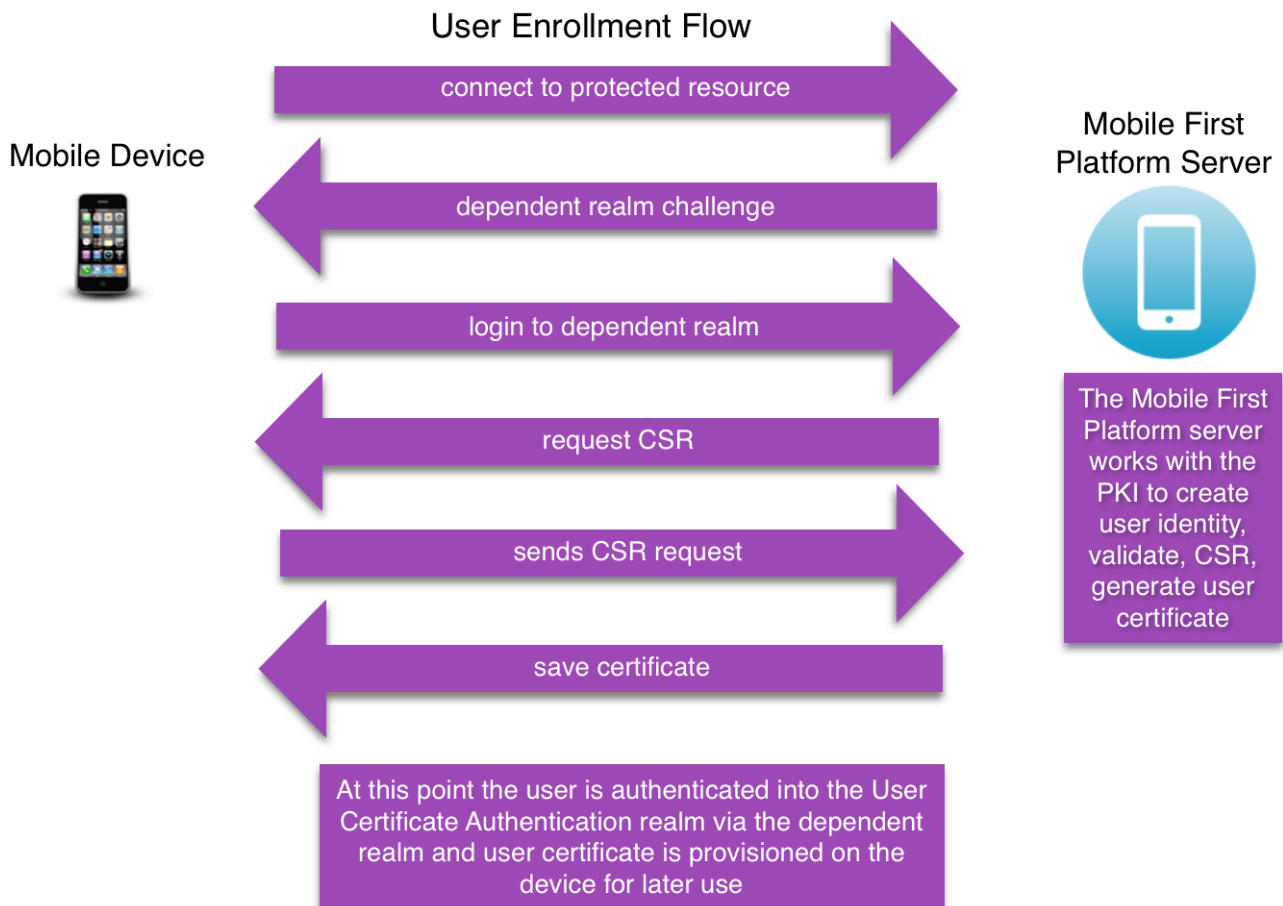 User Enrollment Flow
connect to protected resource
Mobile Device
Mobile First
Platform Server
dependent realm challenge
login to dependent realm
request CSR
sends CSR request
save certificate
The Mobile First
Platform server
works with the
PKI to create
user identity,
validate, CSR,
generate user
certificate
At this point the user is authenticated into the User
Certificate Authentication realm via the dependent
realm and user certificate is provisioned on the
device for later use